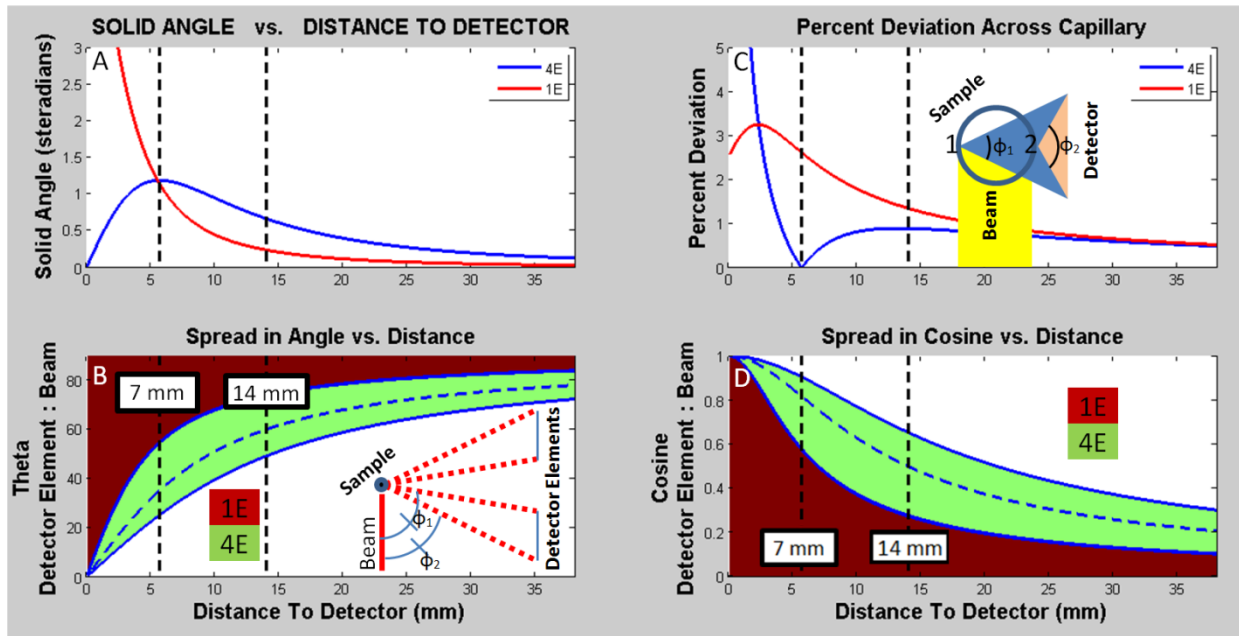 SOLID ANGLE vs. DISTANCE TO DETECTOR
A
4E
1E
Solid Angle (steradians)
3
2.5
2
1.5
1
0.5
0
0 5 10 15 20 25 30 35
Percent Deviation Across Capillary
C
4E
1E
Sample
1 2
ϕ₁
ϕ₂
Detector
Beam
Percent Deviation
5
4
3
2
1
0
0 5 10 15 20 25 30 35
Spread in Angle vs. Distance
B
7 mm
14 mm
1E
4E
Sample
Beam
ϕ₁
ϕ₂
Detector Elements
Theta
Detector Element : Beam
80
60
40
20
0
0 5 10 15 20 25 30 35
Distance To Detector (mm)
Spread in Cosine vs. Distance
D
1E
4E
7 mm
14 mm
Cosine
Detector Element : Beam
1
0.8
0.6
0.4
0.2
0
0 5 10 15 20 25 30 35
Distance To Detector (mm)